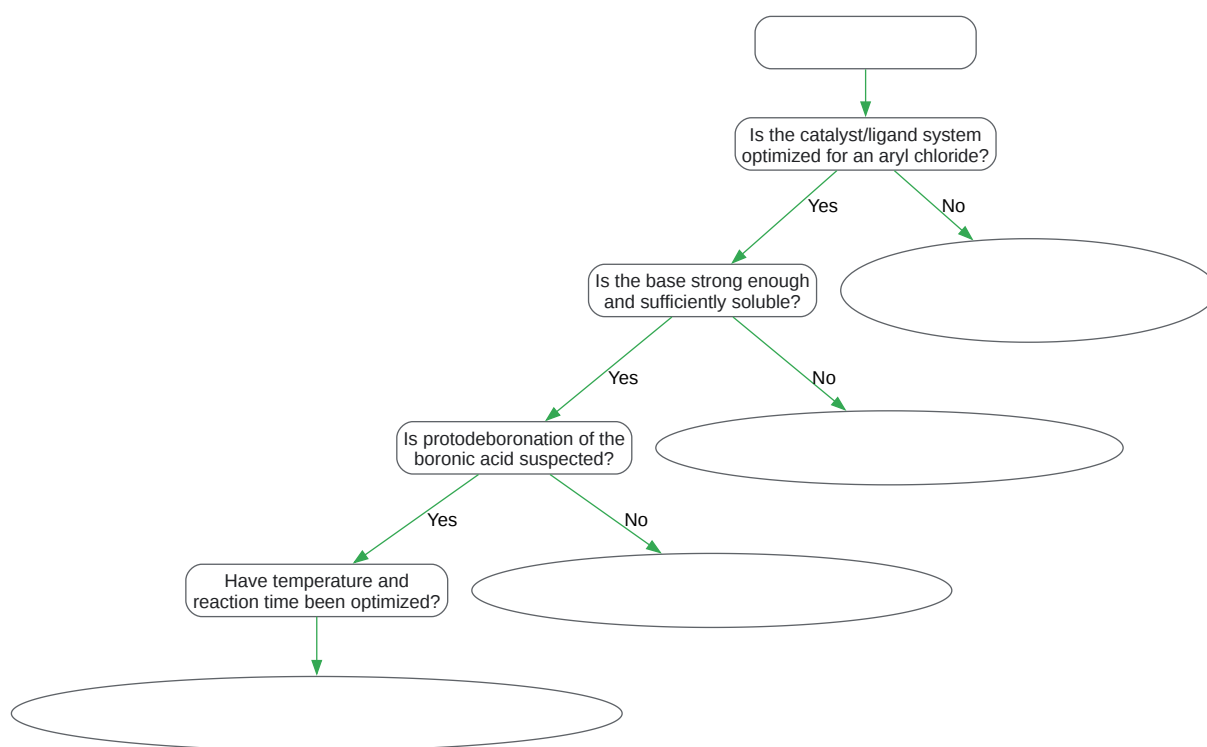 Is the catalyst/ligand system
optimized for an aryl chloride?
Yes
No
Is the base strong enough
and sufficiently soluble?
Yes
No
Is protodeboronation of the
boronic acid suspected?
Yes
No
Have temperature and
reaction time been optimized?